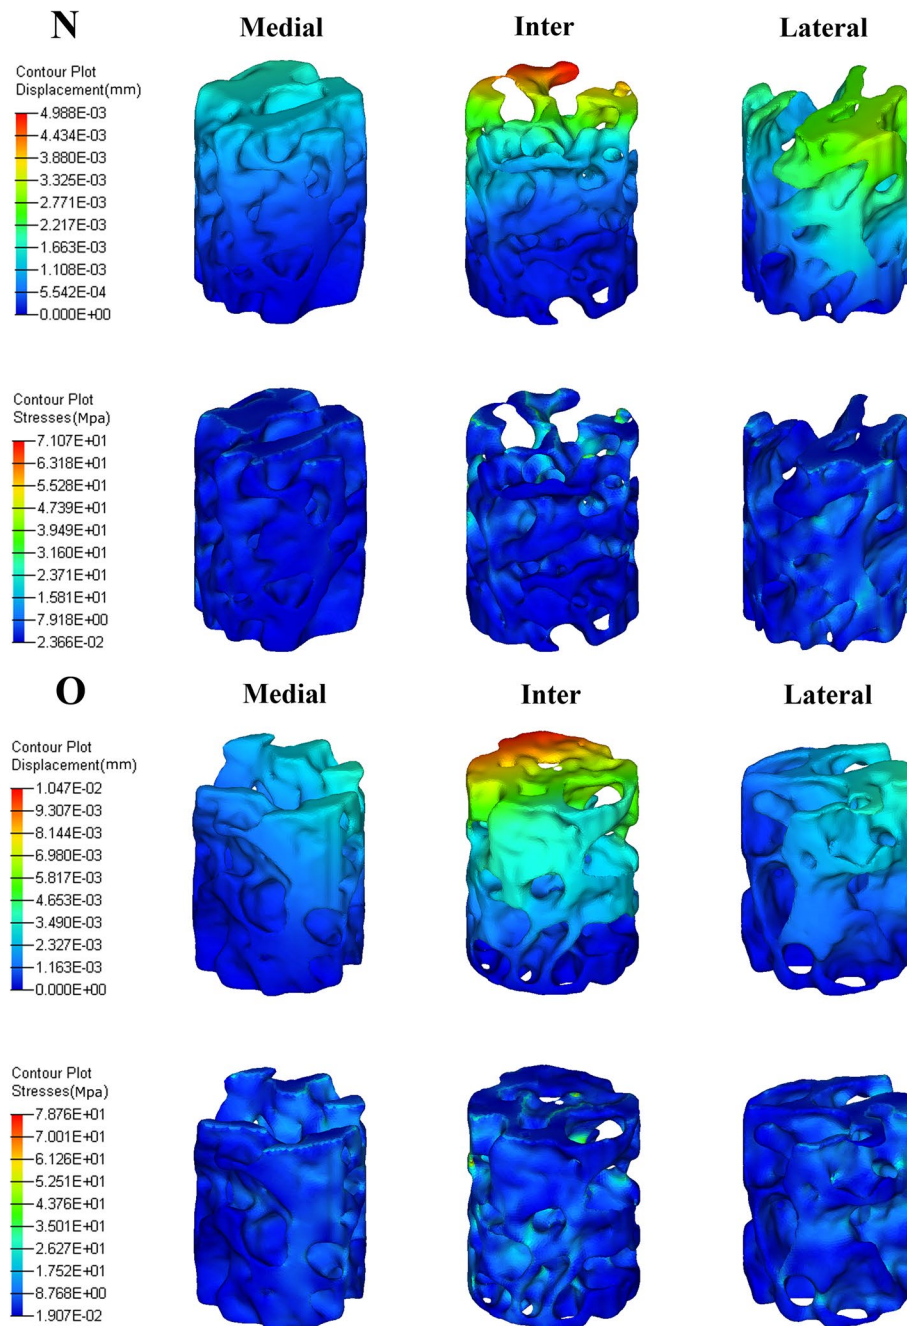 N
Medial
Inter
Lateral
Contour Plot
Displacement(mm)
4.988E-03
4.434E-03
3.880E-03
3.325E-03
2.771E-03
2.217E-03
1.663E-03
1.108E-03
5.542E-04
0.000E+00
Contour Plot
Stresses(Mpa)
7.107E+01
6.318E+01
5.528E+01
4.739E+01
3.949E+01
3.160E+01
2.371E+01
1.581E+01
7.918E+00
2.366E-02
O
Medial
Inter
Lateral
Contour Plot
Displacement(mm)
1.047E-02
9.307E-03
8.144E-03
6.980E-03
5.817E-03
4.653E-03
3.490E-03
2.327E-03
1.163E-03
0.000E+00
Contour Plot
Stresses(Mpa)
7.876E+01
7.001E+01
6.126E+01
5.251E+01
4.376E+01
3.501E+01
2.627E+01
1.752E+01
8.768E+00
1.907E-02